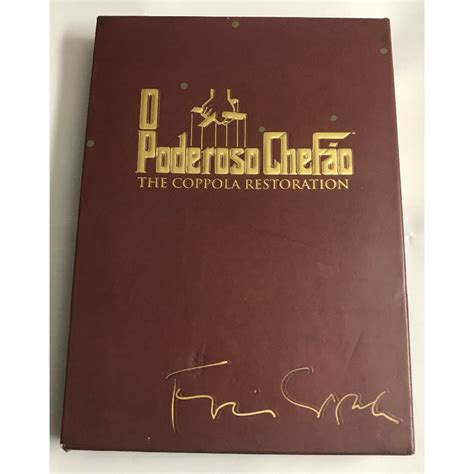 O
Poderoso Chefão
THE COPPOLA RESTORATION